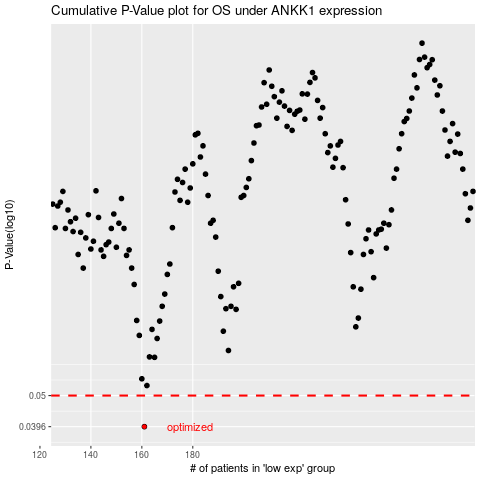 Cumulative P-Value plot for OS under ANKK1 expression
P-Value(log10)
0.05
0.0396
optimized
120 140 160 180
# of patients in 'low exp' group